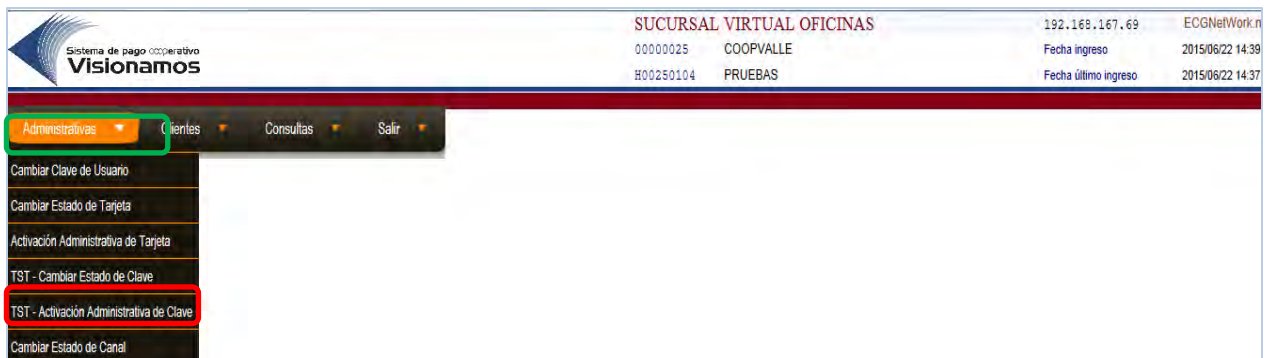 Sistema de pago cooperativo
Visionamos
SUCURSAL VIRTUAL OFICINAS
00000025 COOPVALLE
H00250104 PRUEBAS
192.168.167.69 ECGNetWork.n
Fecha ingreso 2015/06/22 14:39
Fecha último ingreso 2015/06/22 14:37
Administrativas Clientes Consultas Salir
Cambiar Clave de Usuario
Cambiar Estado de Tarjeta
Activación Administrativa de Tarjeta
TST - Cambiar Estado de Clave
TST - Activación Administrativa de Clave
Cambiar Estado de Canal